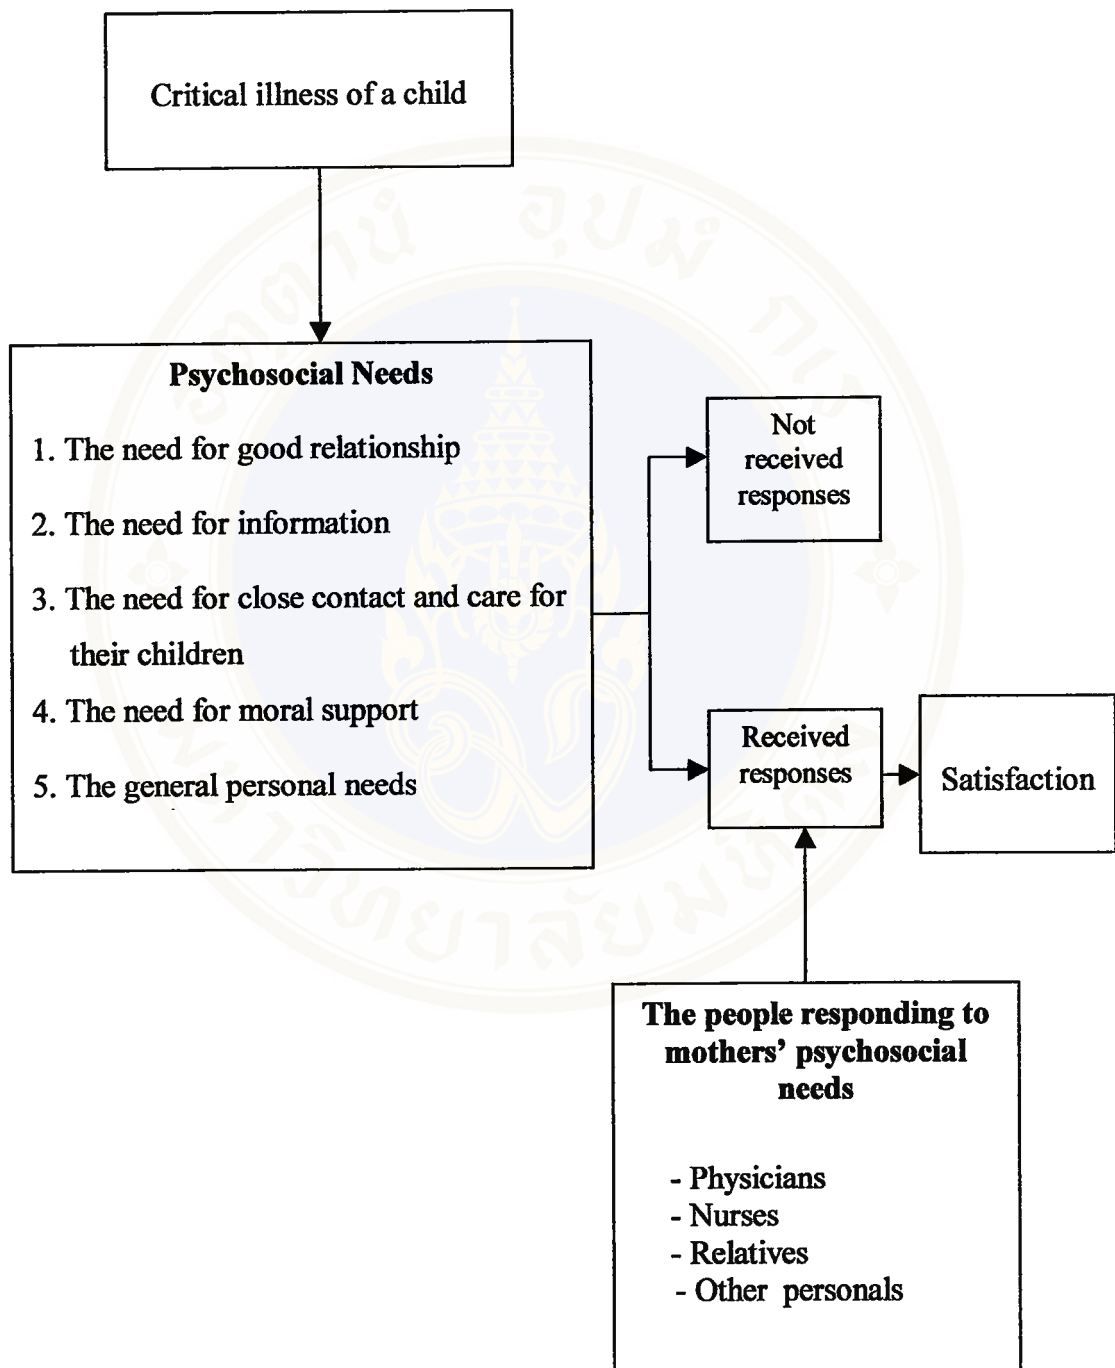 Critical illness of a child
Psychosocial Needs
1. The need for good relationship
2. The need for information
3. The need for close contact and care for
their children
4. The need for moral support
5. The general personal needs
Not
received
responses
Received
responses
Satisfaction
The people responding to
mothers’ psychosocial
needs
- Physicians
- Nurses
- Relatives
- Other personals